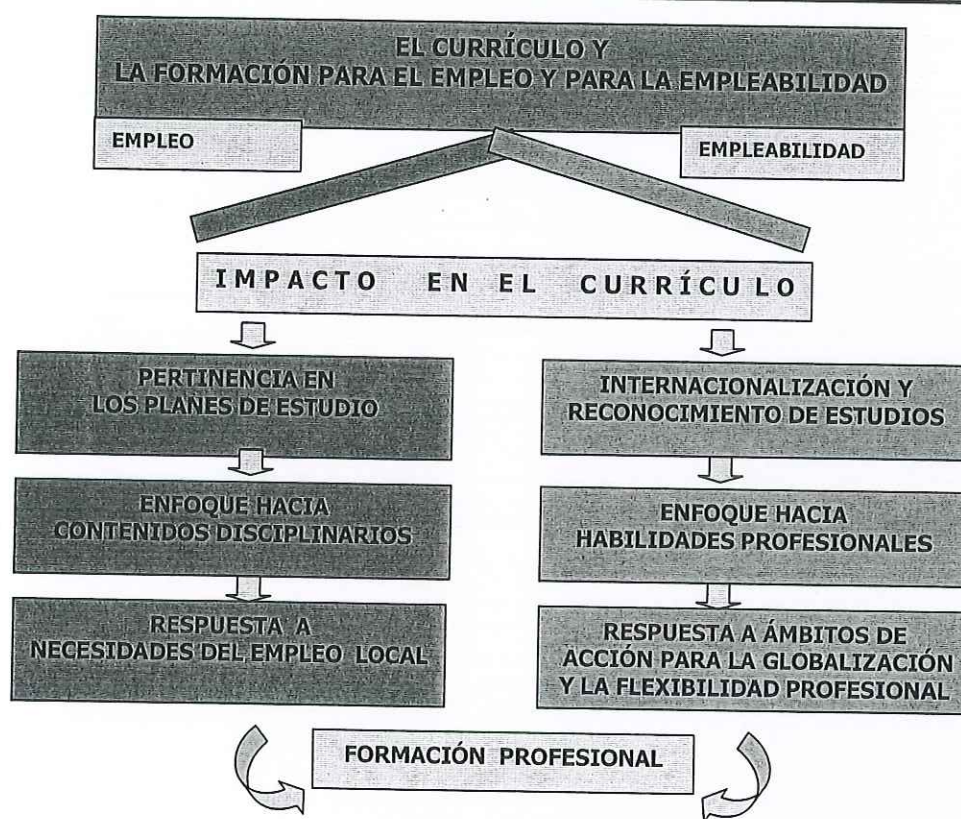 EL CURRÍCULO Y
LA FORMACIÓN PARA EL EMPLEO Y PARA LA EMPLEABILIDAD
EMPLEO
EMPLEABILIDAD
IMPACTO EN EL CURRÍCULO
PERTINENCIA EN
LOS PLANES DE ESTUDIO
ENFOQUE HACIA
CONTENIDOS DISCIPLINARIOS
RESPUESTA A
NECESIDADES DEL EMPLEO LOCAL
INTERNACIONALIZACIÓN Y
RECONOCIMIENTO DE ESTUDIOS
ENFOQUE HACIA
HABILIDADES PROFESIONALES
RESPUESTA A ÁMBITOS DE
ACCIÓN PARA LA GLOBALIZACIÓN
Y LA FLEXIBILIDAD PROFESIONAL
FORMACIÓN PROFESIONAL